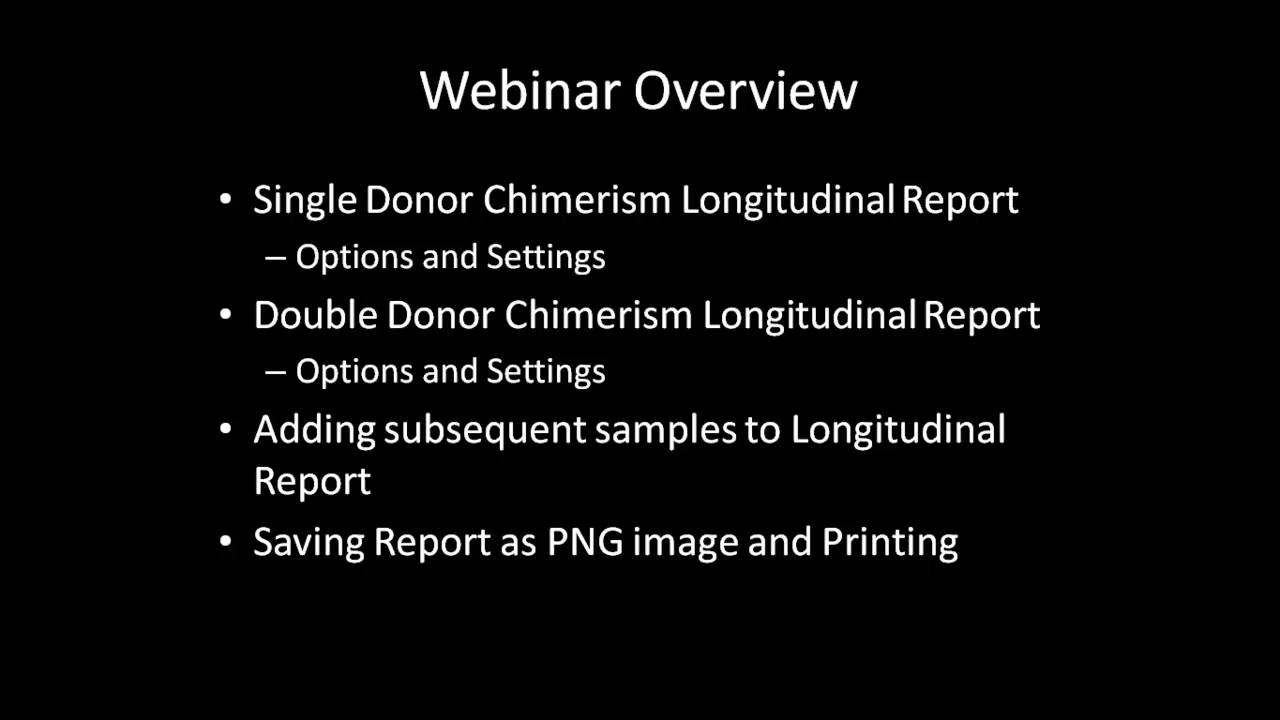 Webinar Overview
• Single Donor Chimerism Longitudinal Report
– Options and Settings
• Double Donor Chimerism Longitudinal Report
– Options and Settings
• Adding subsequent samples to Longitudinal
Report
• Saving Report as PNG image and Printing